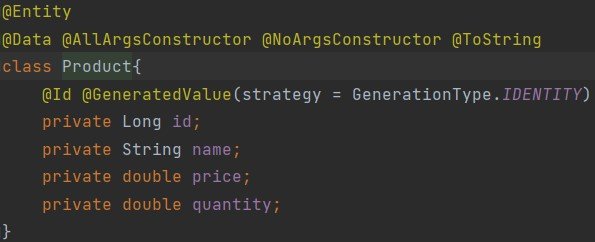 @Entity
@Data @AllArgsConstructor @NoArgsConstructor @ToString
class Product{
    @Id @GeneratedValue(strategy = GenerationType.IDENTITY)
    private Long id;
    private String name;
    private double price;
    private double quantity;
}